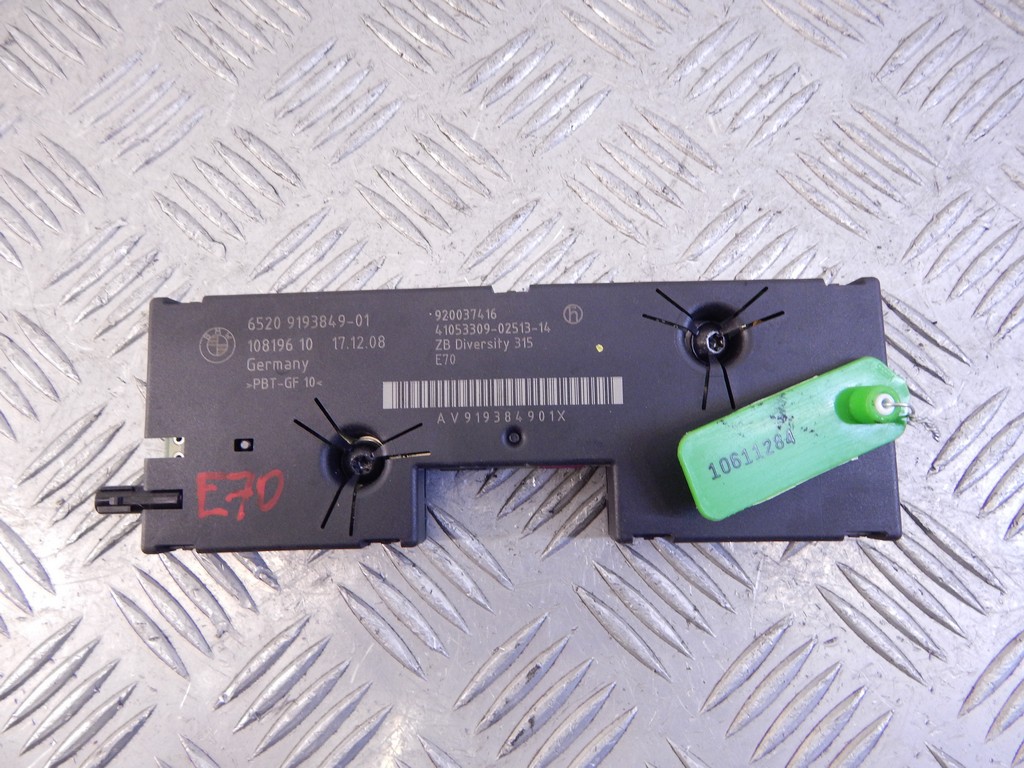 6520 9193849-01
108196 10 17.12.08
Germany
>PBT-GF 10<
920037416
41053309-02513-14
ZB Diversity 315
E70
h
AV919384901X
E70
10611284